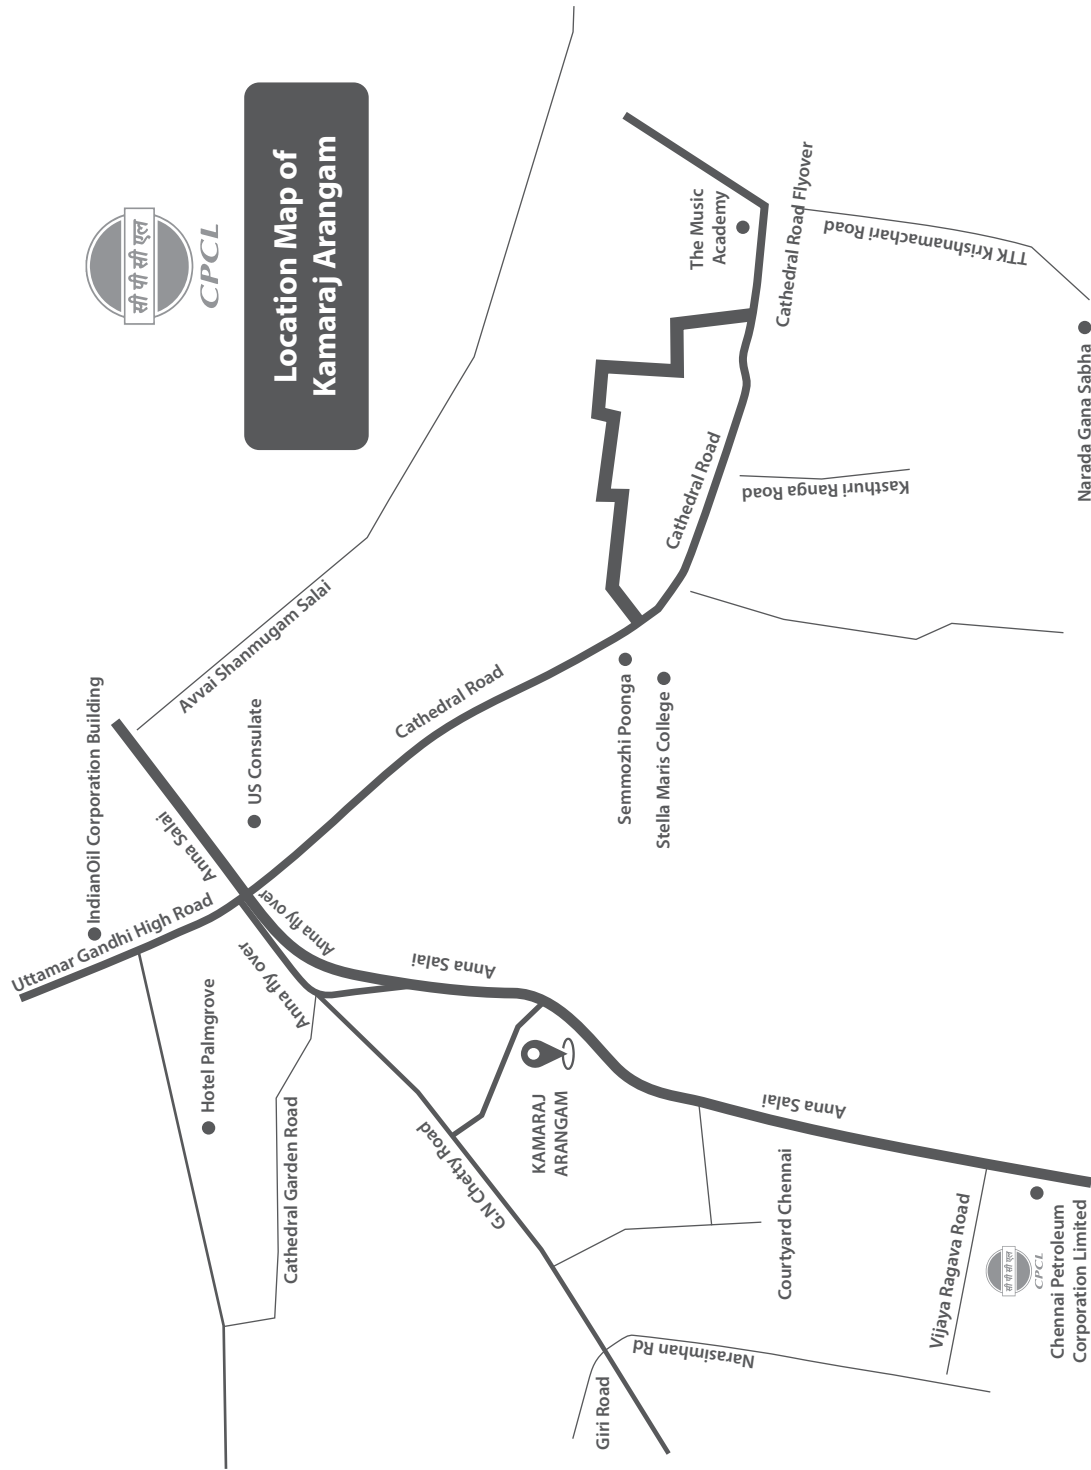 सी पी सी एल
CPCL
Location Map of
Kamaraj Arangam
IndianOil Corporation Building
Avvai Shanmugam Salai
US Consulate
Anna Salai
Uttamar Gandhi High Road
Anna fly over
Anna fly over
Hotel Palmgrove
Cathedral Garden Road
Cathedral Road
Anna Salai
The Music
Academy
Cathedral Road Flyover
TTK Krishnamachari Road
Narada Gana Sabha
Cathedral Road
Kasthuri Ranga Road
Semmozhi Poonga
Stella Maris College
KAMARAJ
ARANGAM
G.N Chetty Road
Anna Salai
Courtyard Chennai
Vijaya Ragava Road
Narasimhan Rd
Giri Road
सी पी सी एल
CPCL
Chennai Petroleum
Corporation Limited